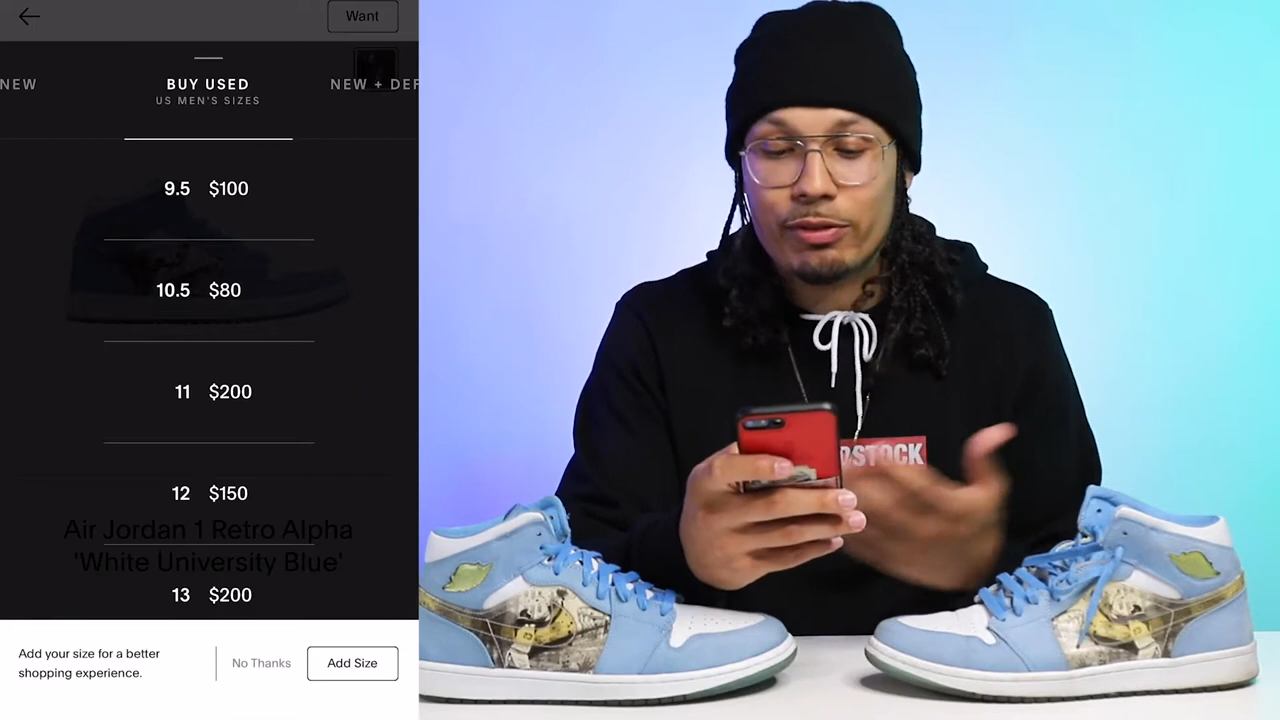 Want
NEW
BUY USED
NEW + DEF
US MEN'S SIZES
9.5 $100
10.5 $80
11 $200
12 $150
Air Jordan 1 Retro Alpha
'White University Blue'
13 $200
Add your size for a better
shopping experience.
No Thanks
Add Size
STOCK